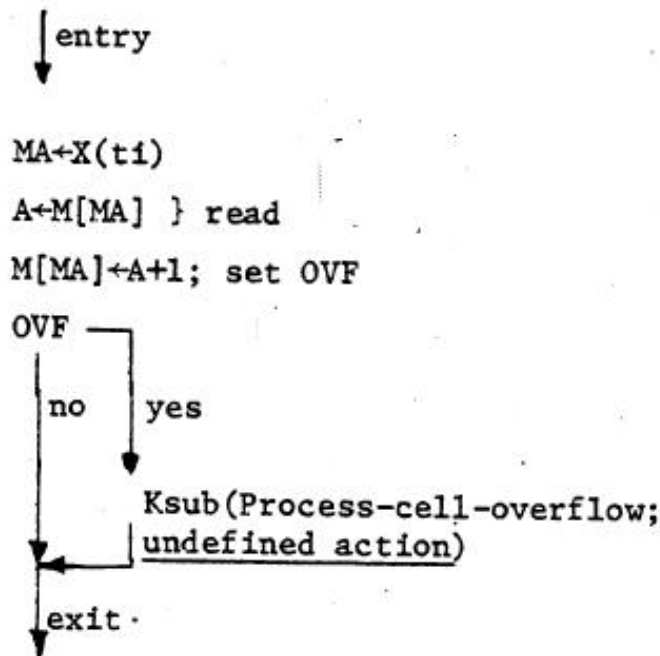 entry
MA←X(ti)
A←M[MA] } read
M[MA]←A+1; set OVF
OVF
no yes
Ksub(Process-cell-overflow;
undefined action)
exit